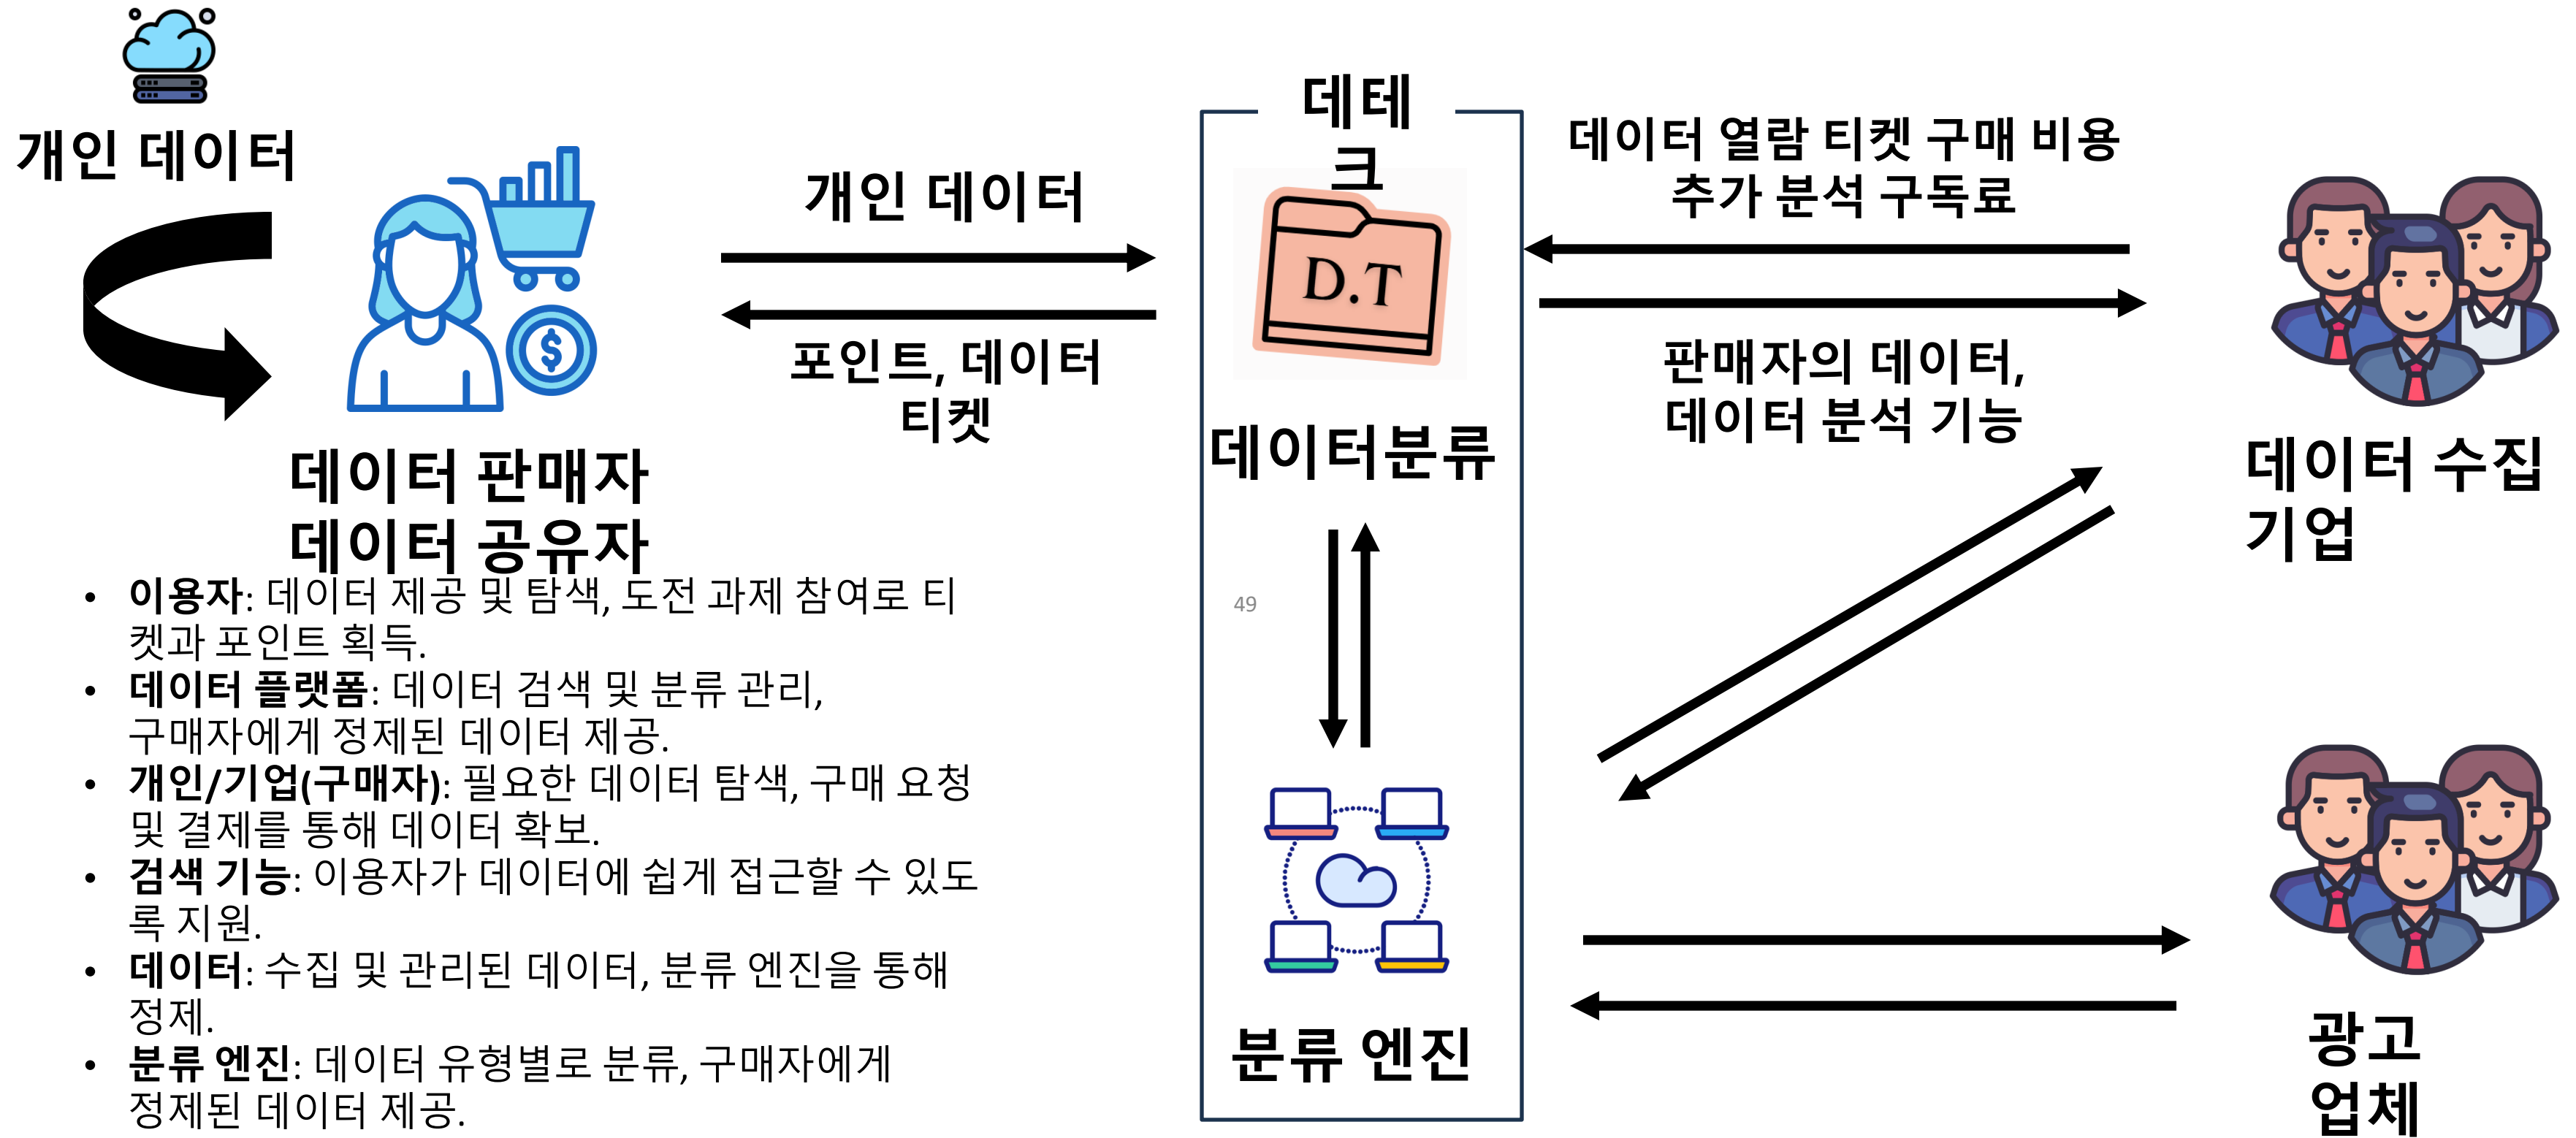 개인 데이터
데이터 판매자
데이터 공유자
개인 데이터
포인트, 데이터
티켓
데테
크
D.T
데이터분류
49
분류 엔진
데이터 열람 티켓 구매 비용
추가 분석 구독료
판매자의 데이터,
데이터 분석 기능
데이터 수집
기업
광고
업체
• 이용자: 데이터 제공 및 탐색, 도전 과제 참여로 티
켓과 포인트 획득.
• 데이터 플랫폼: 데이터 검색 및 분류 관리,
구매자에게 정제된 데이터 제공.
• 개인/기업(구매자): 필요한 데이터 탐색, 구매 요청
및 결제를 통해 데이터 확보.
• 검색 기능: 이용자가 데이터에 쉽게 접근할 수 있도
록 지원.
• 데이터: 수집 및 관리된 데이터, 분류 엔진을 통해
정제.
• 분류 엔진: 데이터 유형별로 분류, 구매자에게
정제된 데이터 제공.